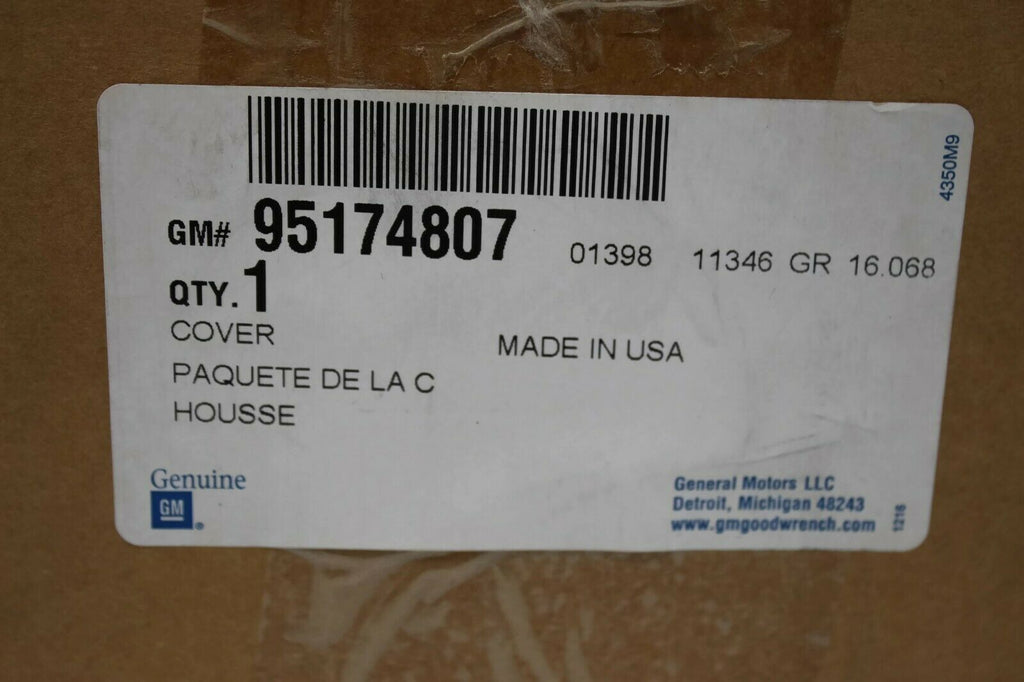 4350M9
GM# 95174807
01398 11346 GR 16.068
QTY. 1
COVER
MADE IN USA
PAQUETE DE LA C
HOUSSE
Genuine
GM
®
General Motors LLC
Detroit, Michigan 48243
www.gmgoodwrench.com
1216